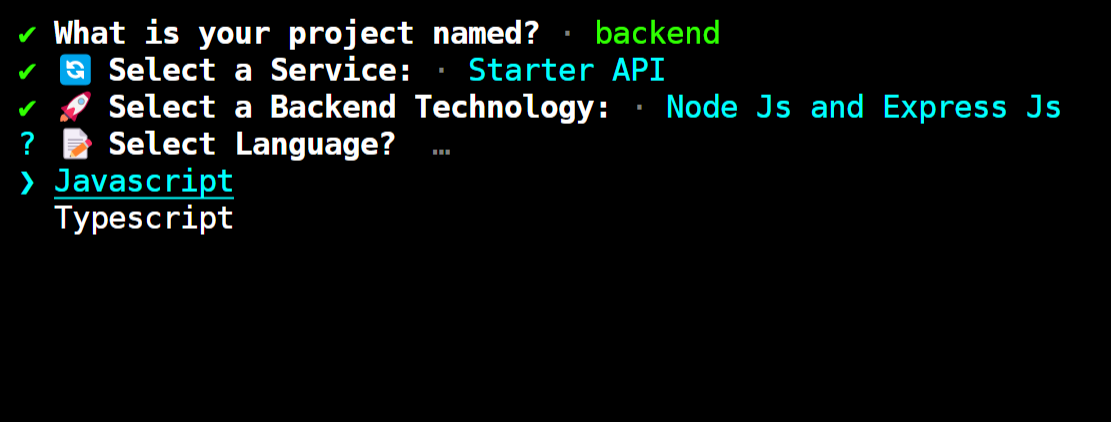 ✔ What is your project named? · backend
✔ 🔄 Select a Service: · Starter API
✔ 🚀 Select a Backend Technology: · Node Js and Express Js
? 📝 Select Language? …
❯ Javascript
Typescript